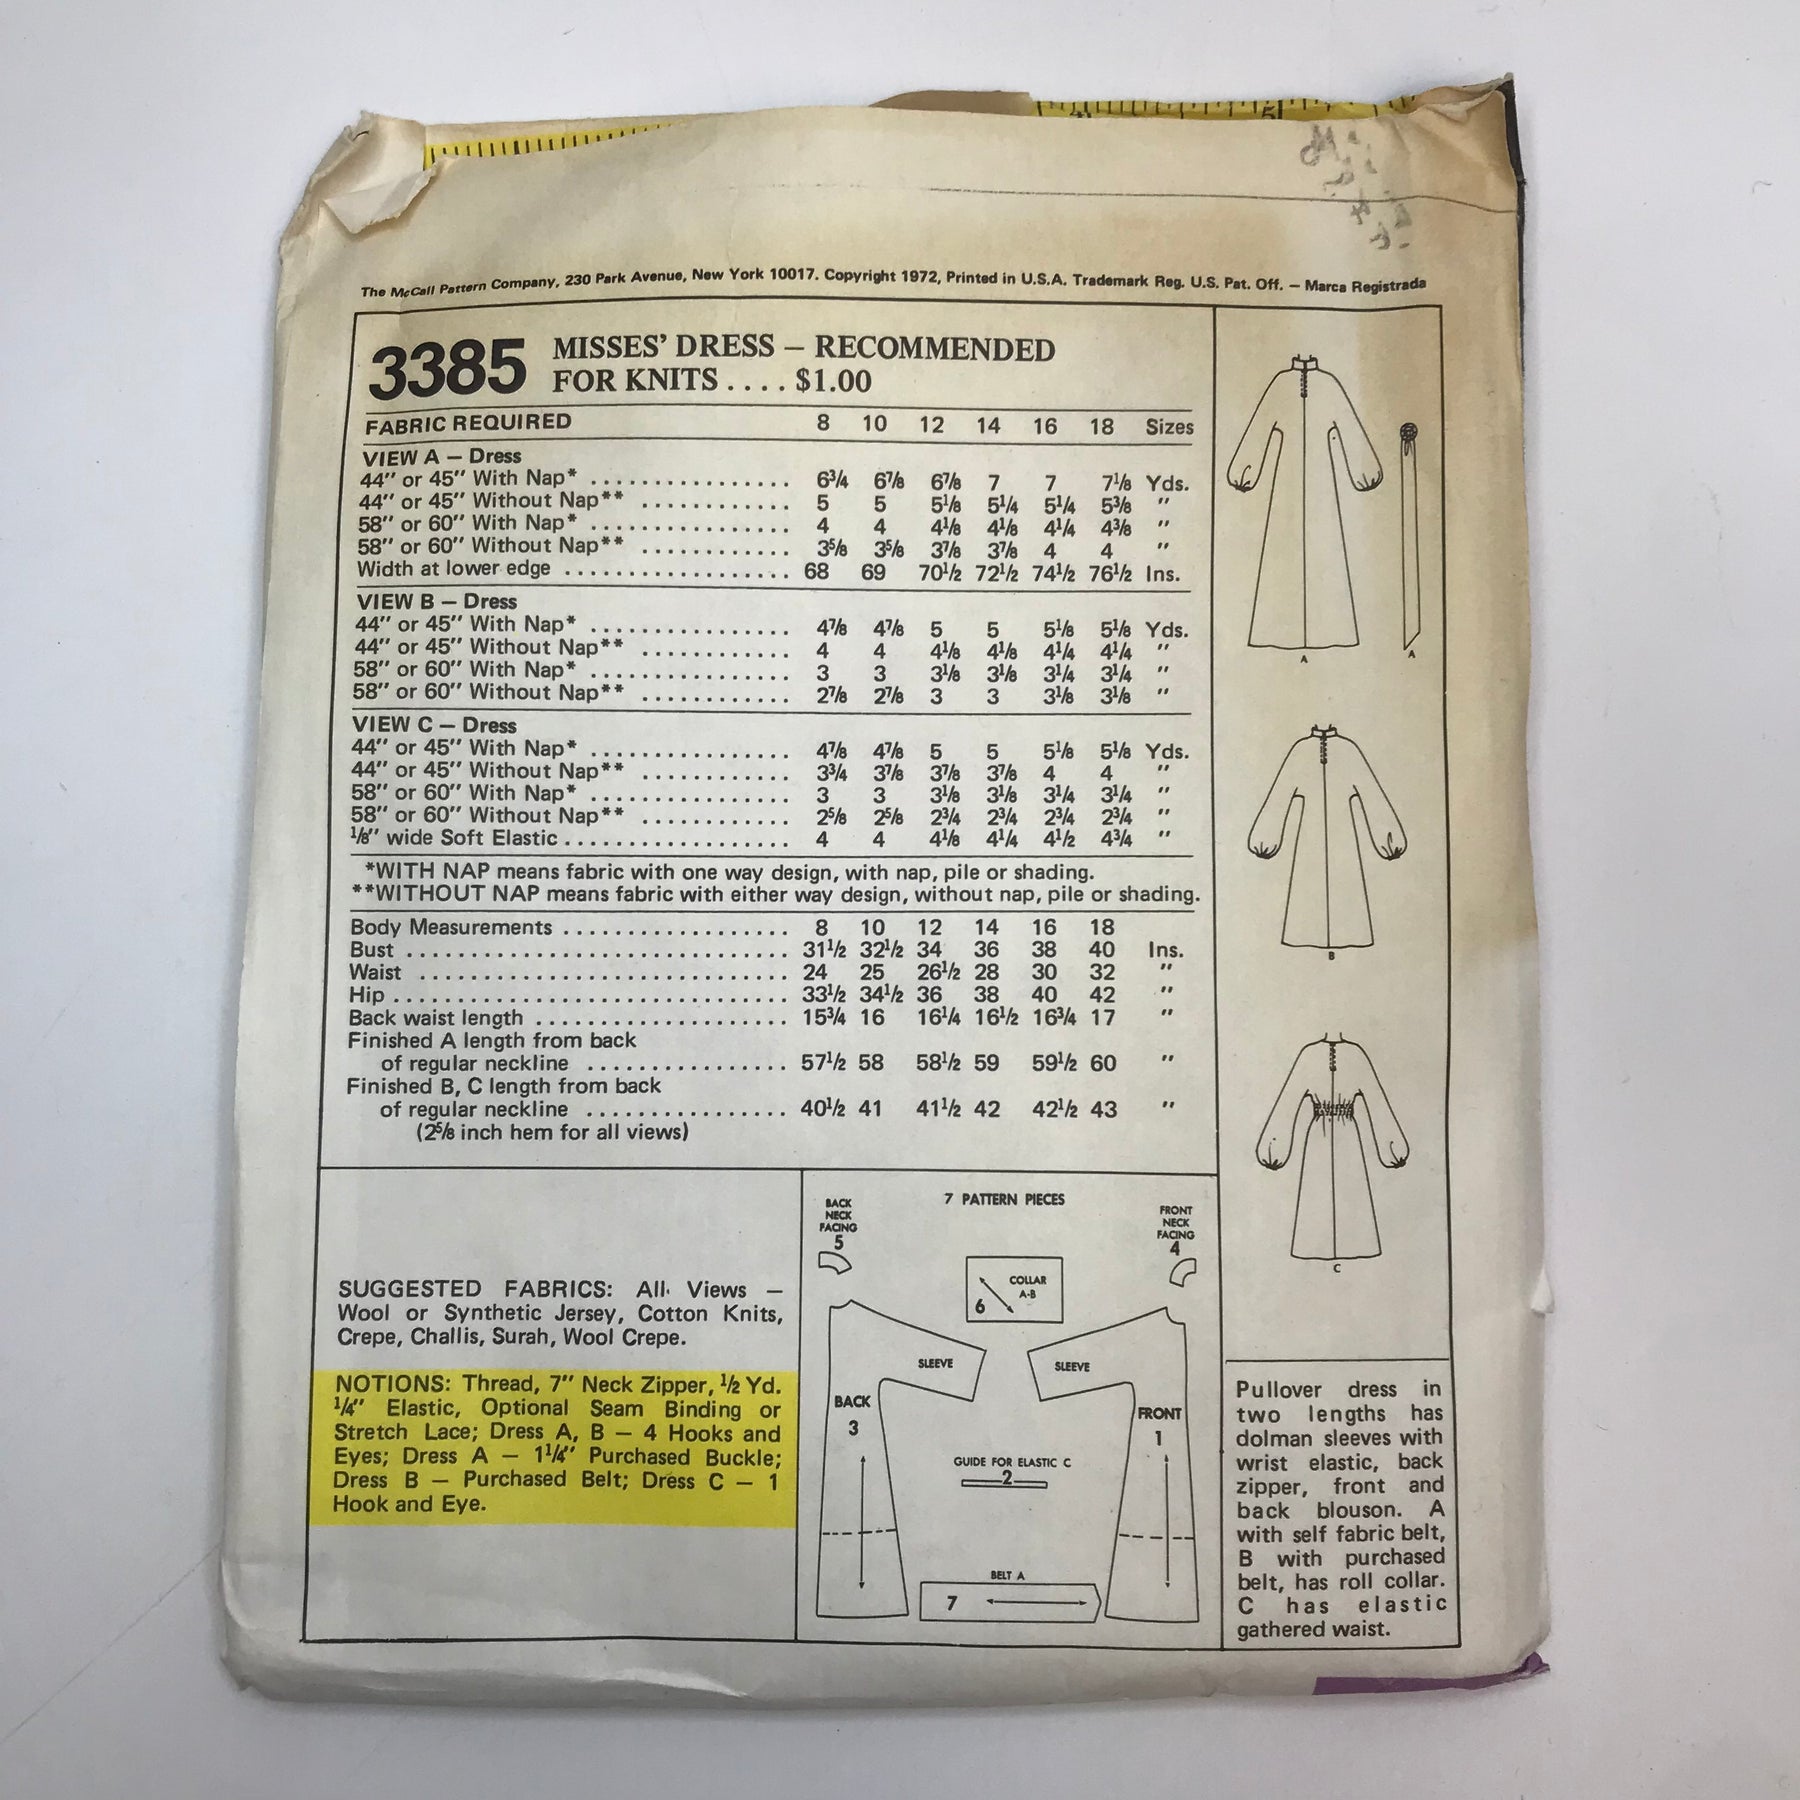 4
5
The McCall Pattern Company, 230 Park Avenue, New York 10017. Copyright 1972, Printed in U.S.A. Trademark Reg. U.S. Pat. Off. – Marca Registrada
3385 MISSES' DRESS – RECOMMENDED
FOR KNITS .... $1.00
FABRIC REQUIRED 8 10 12 14 16 18 Sizes
VIEW A – Dress
44" or 45" With Nap* ................ 6¾ 6⅞ 6⅞ 7 7 7⅛ Yds.
44" or 45" Without Nap** ............ 5 5 5⅛ 5¼ 5¼ 5⅜ "
58" or 60" With Nap* ................ 4 4 4⅛ 4⅛ 4¼ 4⅜ "
58" or 60" Without Nap** ............ 3⅝ 3⅝ 3⅞ 3⅞ 4 4 "
Width at lower edge .................. 68 69 70½ 72½ 74½ 76½ Ins.
VIEW B – Dress
44" or 45" With Nap* ................ 4⅞ 4⅞ 5 5 5⅛ 5⅛ Yds.
44" or 45" Without Nap** ............ 4 4 4⅛ 4⅛ 4¼ 4¼ "
58" or 60" With Nap* ................ 3 3 3⅛ 3⅛ 3¼ 3¼ "
58" or 60" Without Nap** ............ 2⅞ 2⅞ 3 3 3⅛ 3⅛ "
VIEW C – Dress
44" or 45" With Nap* ................ 4⅞ 4⅞ 5 5 5⅛ 5⅛ Yds.
44" or 45" Without Nap** ............ 3¾ 3⅞ 3⅞ 3⅞ 4 4 "
58" or 60" With Nap* ................ 3 3 3⅛ 3⅛ 3¼ 3¼ "
58" or 60" Without Nap** ............ 2⅝ 2⅝ 2¾ 2¾ 2¾ 2¾ "
⅛" wide Soft Elastic .................. 4 4 4⅛ 4¼ 4½ 4¾ "
*WITH NAP means fabric with one way design, with nap, pile or shading.
**WITHOUT NAP means fabric with either way design, without nap, pile or shading.
Body Measurements .................. 8 10 12 14 16 18
Bust .............................. 31½ 32½ 34 36 38 40 Ins.
Waist ............................. 24 25 26½ 28 30 32 "
Hip ............................... 33½ 34½ 36 38 40 42 "
Back waist length .................... 15¾ 16 16¼ 16½ 16¾ 17 "
Finished A length from back
of regular neckline ................ 57½ 58 58½ 59 59½ 60 "
Finished B, C length from back
of regular neckline ................ 40½ 41 41½ 42 42½ 43 "
(2⅝ inch hem for all views)
A
A
B
C
SUGGESTED FABRICS: All Views –
Wool or Synthetic Jersey, Cotton Knits,
Crepe, Challis, Surah, Wool Crepe.
NOTIONS: Thread, 7" Neck Zipper, ½ Yd.
¼" Elastic, Optional Seam Binding or
Stretch Lace; Dress A, B – 4 Hooks and
Eyes; Dress A – 1¼" Purchased Buckle;
Dress B – Purchased Belt; Dress C – 1
Hook and Eye.
7 PATTERN PIECES
BACK
NECK
FACING
5
FRONT
NECK
FACING
4
COLLAR
A-B
6
SLEEVE
SLEEVE
BACK
3
FRONT
1
GUIDE FOR ELASTIC C
2
BELT A
7
Pullover dress in
two lengths has
dolman sleeves with
wrist elastic, back
zipper, front and
back blouson. A
with self fabric belt,
B with purchased
belt, has roll collar.
C has elastic
gathered waist.